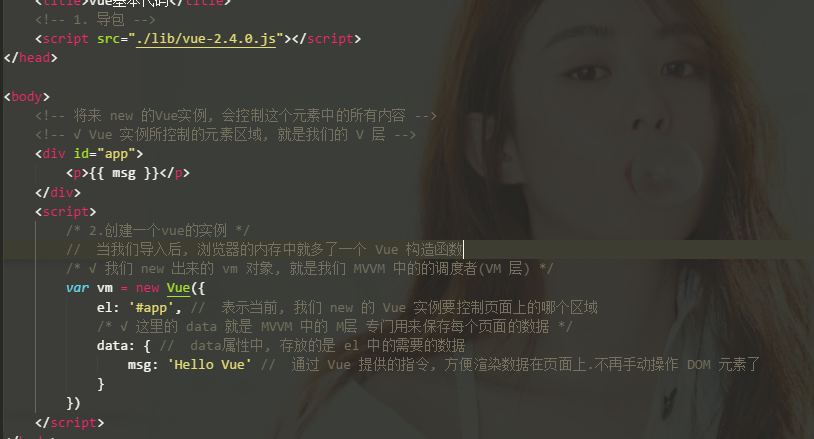 <title>vue基本代码</title>
<!-- 1. 导包 -->
<script src="./lib/vue-2.4.0.js"></script>
</head>
<body>
<!-- 将来 new 的Vue实例, 会控制这个元素中的所有内容 -->
<!-- √ Vue 实例所控制的元素区域, 就是我们的 V 层 -->
<div id="app">
<p>{{ msg }}</p>
</div>
<script>
/* 2.创建一个vue的实例 */
// 当我们导入后, 浏览器的内存中就多了一个 Vue 构造函数
/* √ 我们 new 出来的 vm 对象, 就是我们 MVVM 中的的调度者(VM 层) */
var vm = new Vue({
el: '#app', // 表示当前, 我们 new 的 Vue 实例要控制页面上的哪个区域
/* √ 这里的 data 就是 MVVM 中的 M层 专门用来保存每个页面的数据 */
data: { // data属性中, 存放的是 el 中的需要的数据
msg: 'Hello Vue' // 通过 Vue 提供的指令, 方便渲染数据在页面上.不再手动操作 DOM 元素了
}
})
</script>